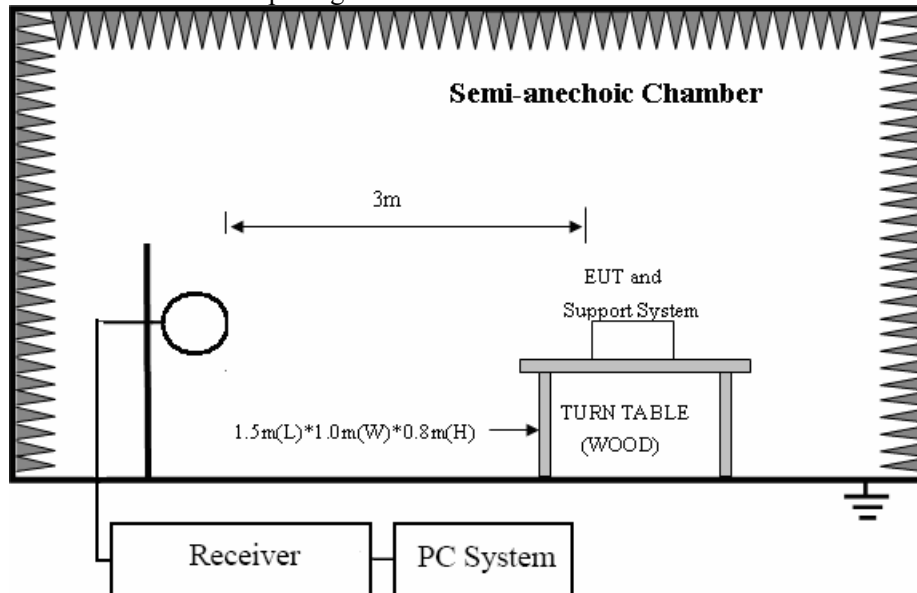 Semi-anechoic Chamber
3m
EUT and
Support System
1.5m(L)*1.0m(W)*0.8m(H)
TURN TABLE
(WOOD)
Receiver
PC System